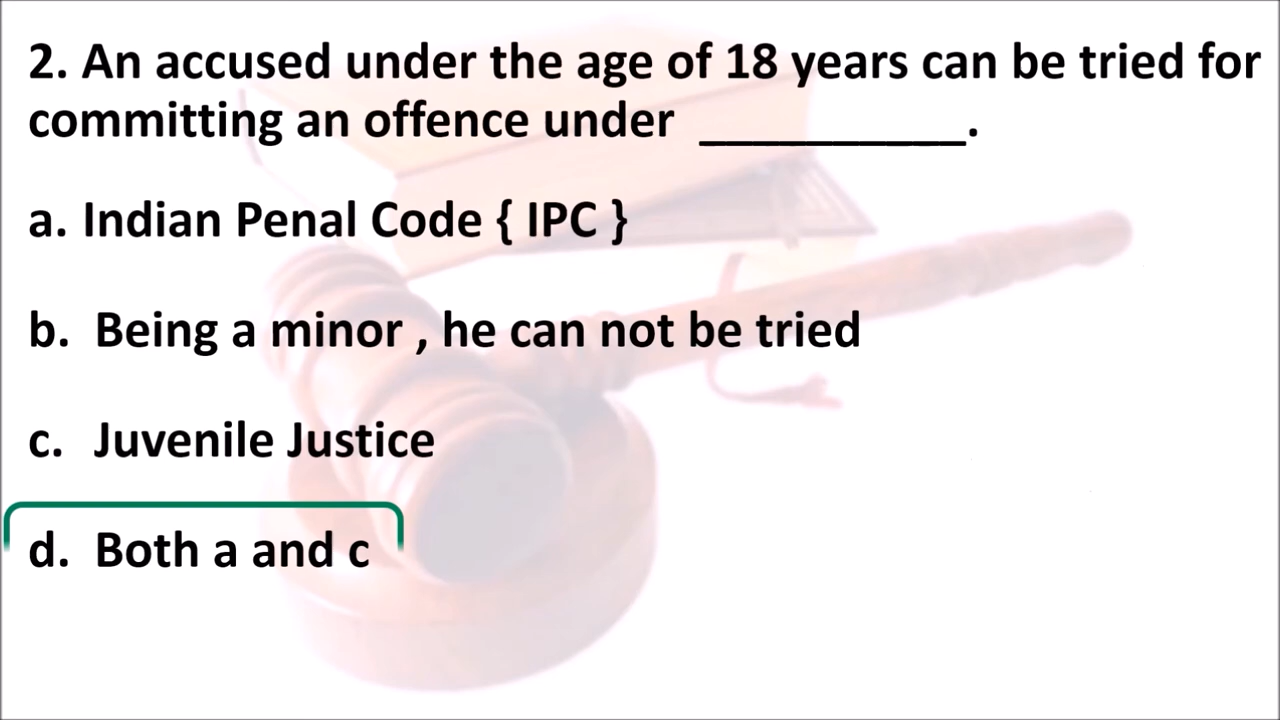 2. An accused under the age of 18 years can be tried for
committing an offence under __________.
a. Indian Penal Code { IPC }
b. Being a minor , he can not be tried
c. Juvenile Justice
d. Both a and c